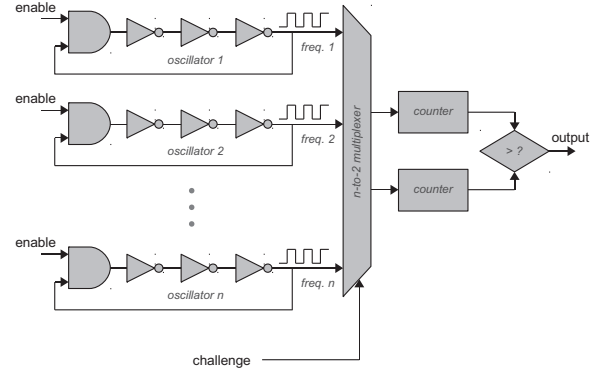 enable
oscillator 1
freq. 1
enable
oscillator 2
freq. 2
enable
oscillator n
freq. n
n-to-2 multiplexer
counter
counter
> ?
output
challenge